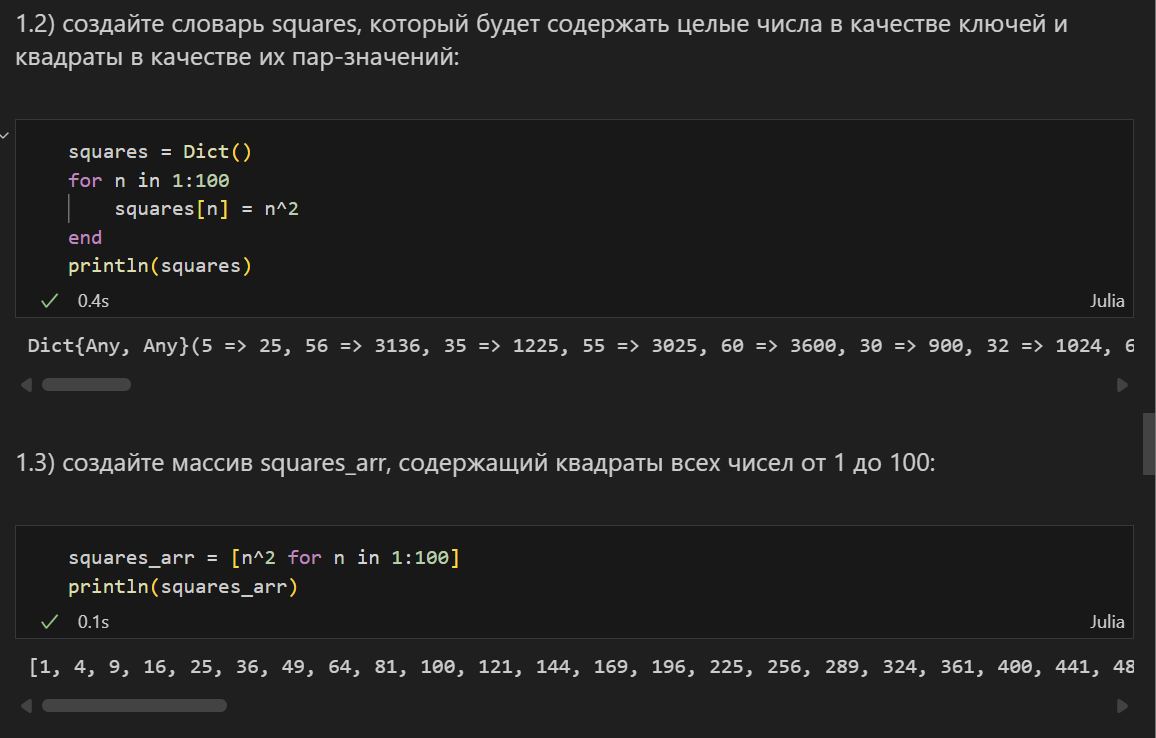 1.2) создайте словарь squares, который будет содержать целые числа в качестве ключей и
квадраты в качестве их пар-значений:
squares = Dict()
for n in 1:100
    squares[n] = n^2
end
println(squares)
0.4s
Julia
Dict{Any, Any}(5 => 25, 56 => 3136, 35 => 1225, 55 => 3025, 60 => 3600, 30 => 900, 32 => 1024, 6
1.3) создайте массив squares_arr, содержащий квадраты всех чисел от 1 до 100:
squares_arr = [n^2 for n in 1:100]
println(squares_arr)
0.1s
Julia
[1, 4, 9, 16, 25, 36, 49, 64, 81, 100, 121, 144, 169, 196, 225, 256, 289, 324, 361, 400, 441, 48